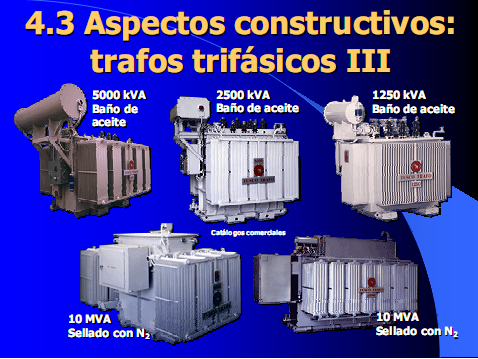 4.3 Aspectos constructivos:
trafos trifásicos III
5000 kVA
Baño de
aceite
2500 kVA
Baño de aceite
1250 kVA
Baño de aceite
Catálogos comerciales
10 MVA
Sellado con N₂
10 MVA
Sellado con N₂